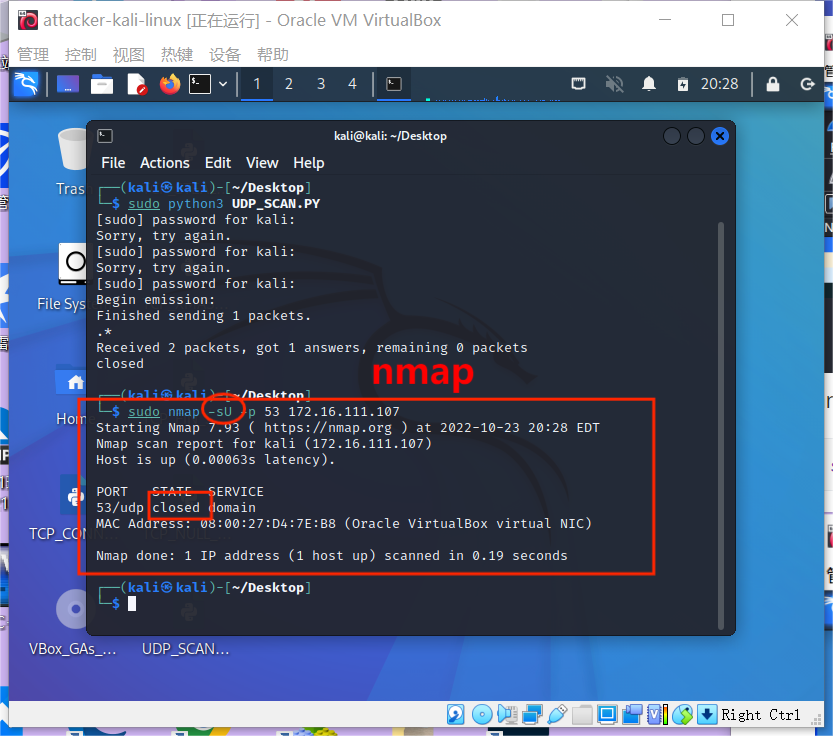 attacker-kali-linux [正在运行] - Oracle VM VirtualBox
管理 控制 视图 热键 设备 帮助
1 2 3 4 20:28
kali@kali: ~/Desktop
File Actions Edit View Help
┌──(kali㉿kali)-[~/Desktop]
└─$ sudo python3 UDP_SCAN.PY
[sudo] password for kali:
Sorry, try again.
[sudo] password for kali:
Sorry, try again.
[sudo] password for kali:
Begin emission:
Finished sending 1 packets.
.*
Received 2 packets, got 1 answers, remaining 0 packets
closed
nmap
┌──(kali㉿kali)-[~/Desktop]
└─$ sudo nmap -sU -p 53 172.16.111.107
Starting Nmap 7.93 ( https://nmap.org ) at 2022-10-23 20:28 EDT
Nmap scan report for kali (172.16.111.107)
Host is up (0.00063s latency).
PORT STATE SERVICE
53/udp closed domain
MAC Address: 08:00:27:D4:7E:B8 (Oracle VirtualBox virtual NIC)
Nmap done: 1 IP address (1 host up) scanned in 0.19 seconds
┌──(kali㉿kali)-[~/Desktop]
└─$
Tras
File Sys
Hom
TCP_CON
VBox_GAs_...
UDP_SCAN...
Right Ctrl